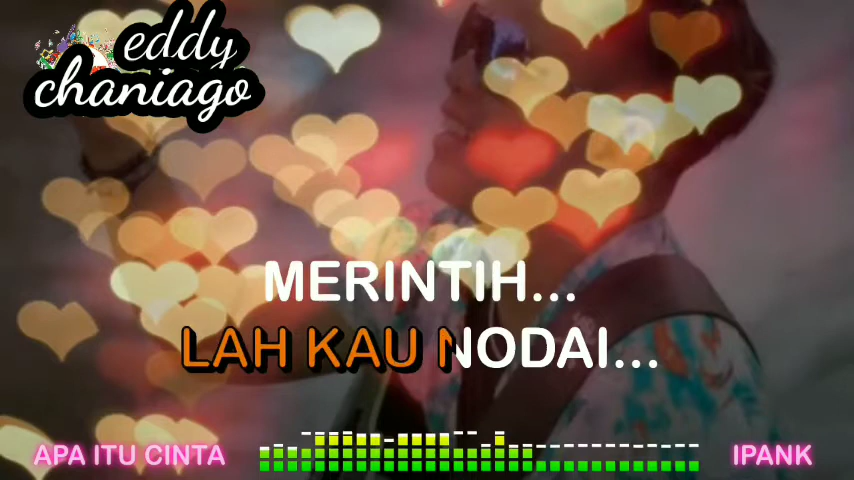 eddy
chaniago
MERINTIH...
LAH KAU NODAI...
APA ITU CINTA
IPANK